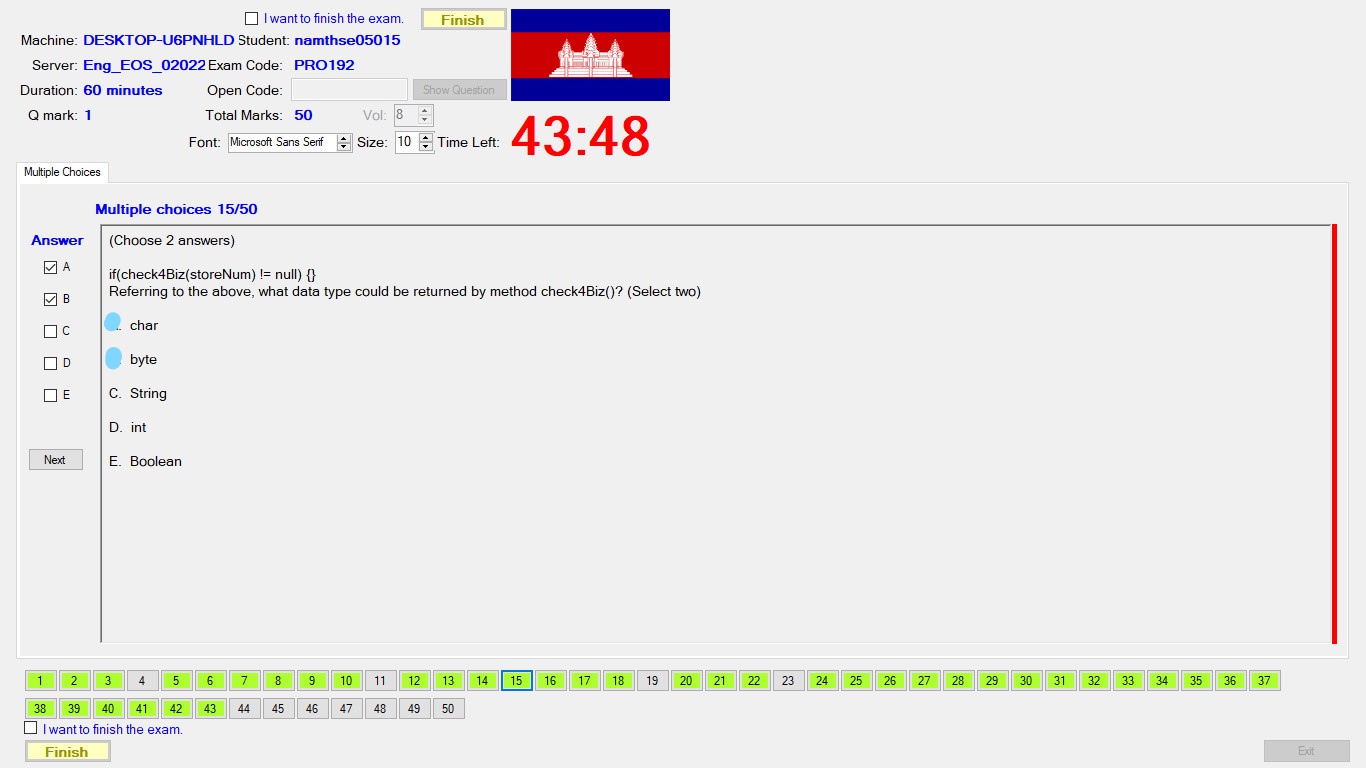 I want to finish the exam. Finish
Machine: DESKTOP-U6PNHLD Student: namthse05015
Server: Eng_EOS_02022 Exam Code: PRO192
Duration: 60 minutes Open Code: Show Question
Q mark: 1 Total Marks: 50 Vol: 8
Font: Microsoft Sans Serif Size: 10 Time Left: 43:48
Multiple Choices
Multiple choices 15/50
Answer
(Choose 2 answers)
A
if(check4Biz(storeNum) != null) {}
Referring to the above, what data type could be returned by method check4Biz()? (Select two)
B
char
C
byte
D
C. String
E
D. int
Next
E. Boolean
1 2 3 4 5 6 7 8 9 10 11 12 13 14 15 16 17 18 19 20 21 22 23 24 25 26 27 28 29 30 31 32 33 34 35 36 37
38 39 40 41 42 43 44 45 46 47 48 49 50
I want to finish the exam.
Finish
Exit